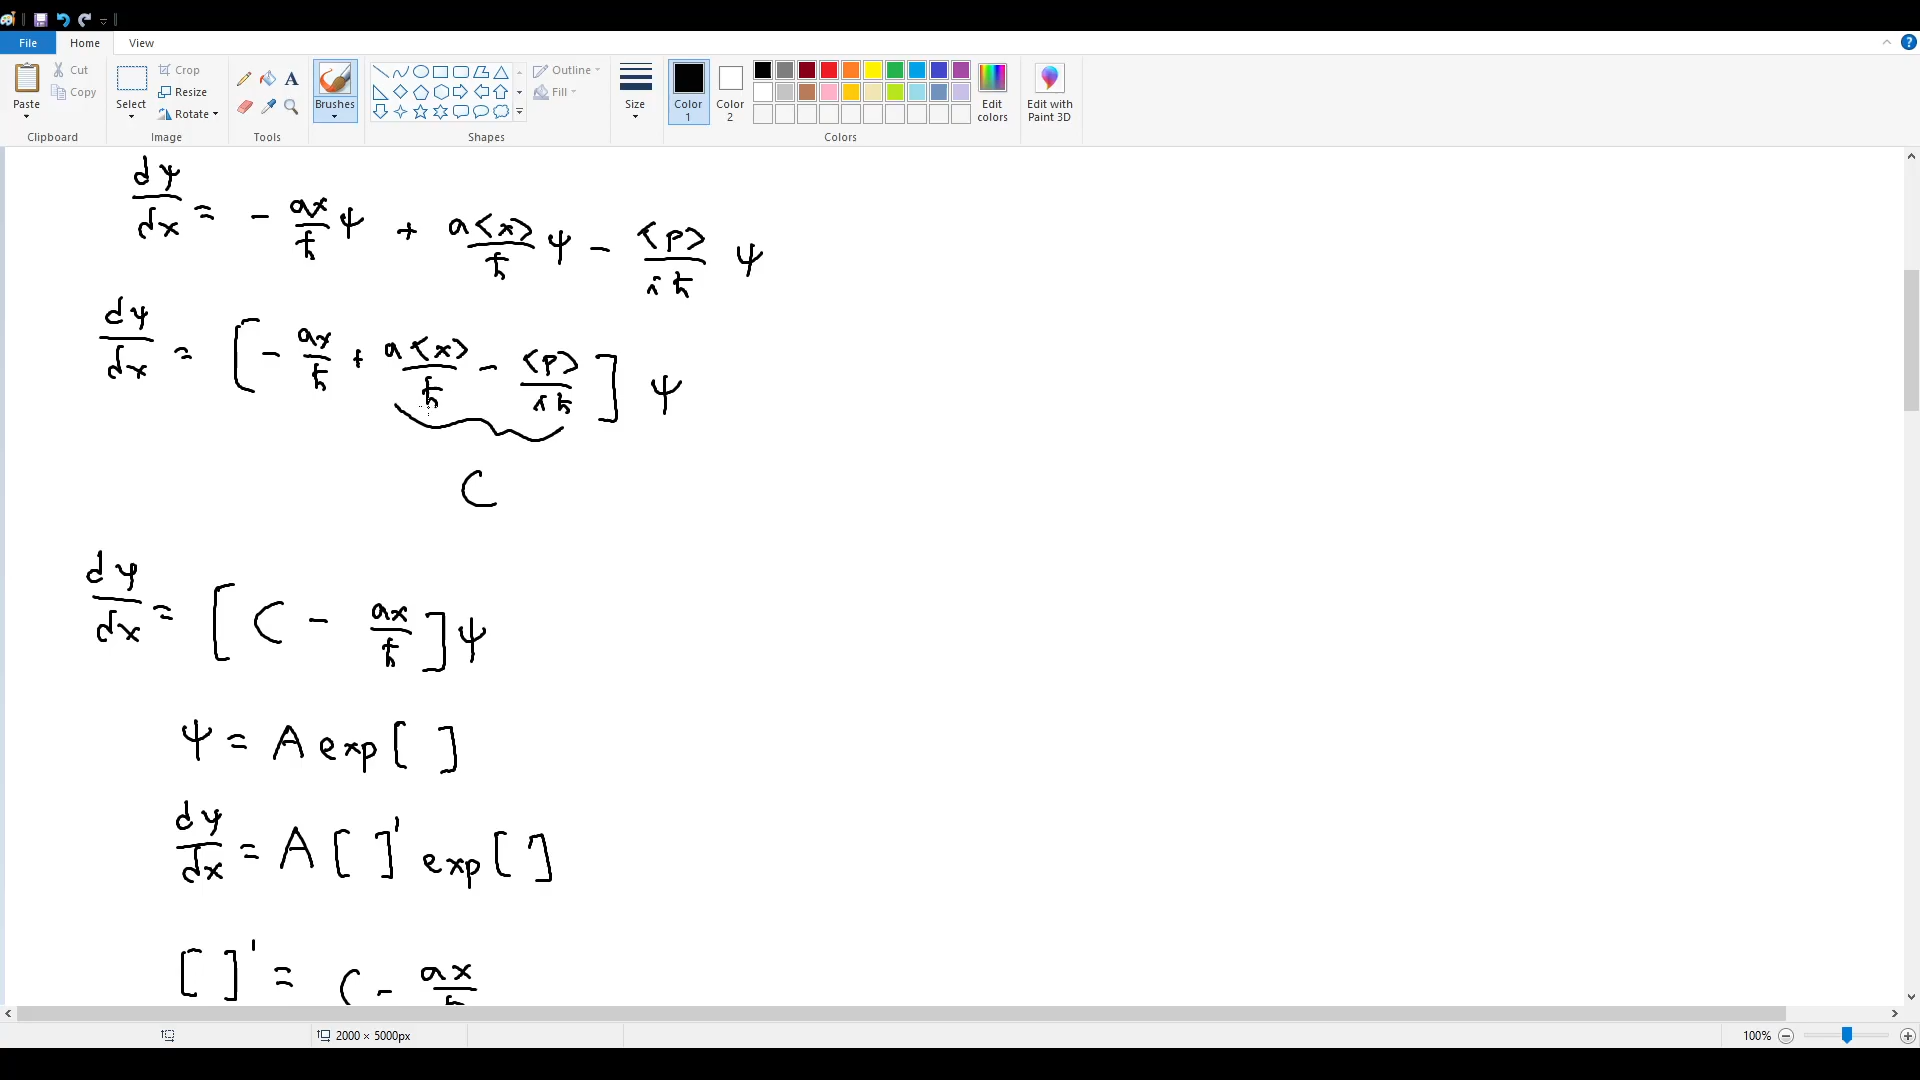 File Home View
Paste Cut Copy Select Crop Resize Rotate Brushes Outline Fill Size Color 1 Color 2 Edit colors Edit with Paint 3D
Clipboard Image Tools Shapes Colors
dψ/dx = - ax/ħ ψ + a<x>/ħ ψ - <p>/iħ ψ
dψ/dx = [ - ax/ħ + a<x>/ħ - <p>/iħ ] ψ
C
dψ/dx = [ C - ax/ħ ] ψ
ψ = A exp [ ]
dψ/dx = A [ ]' exp [ ]
[ ]' = C - ax/ħ
2000 × 5000px 100%